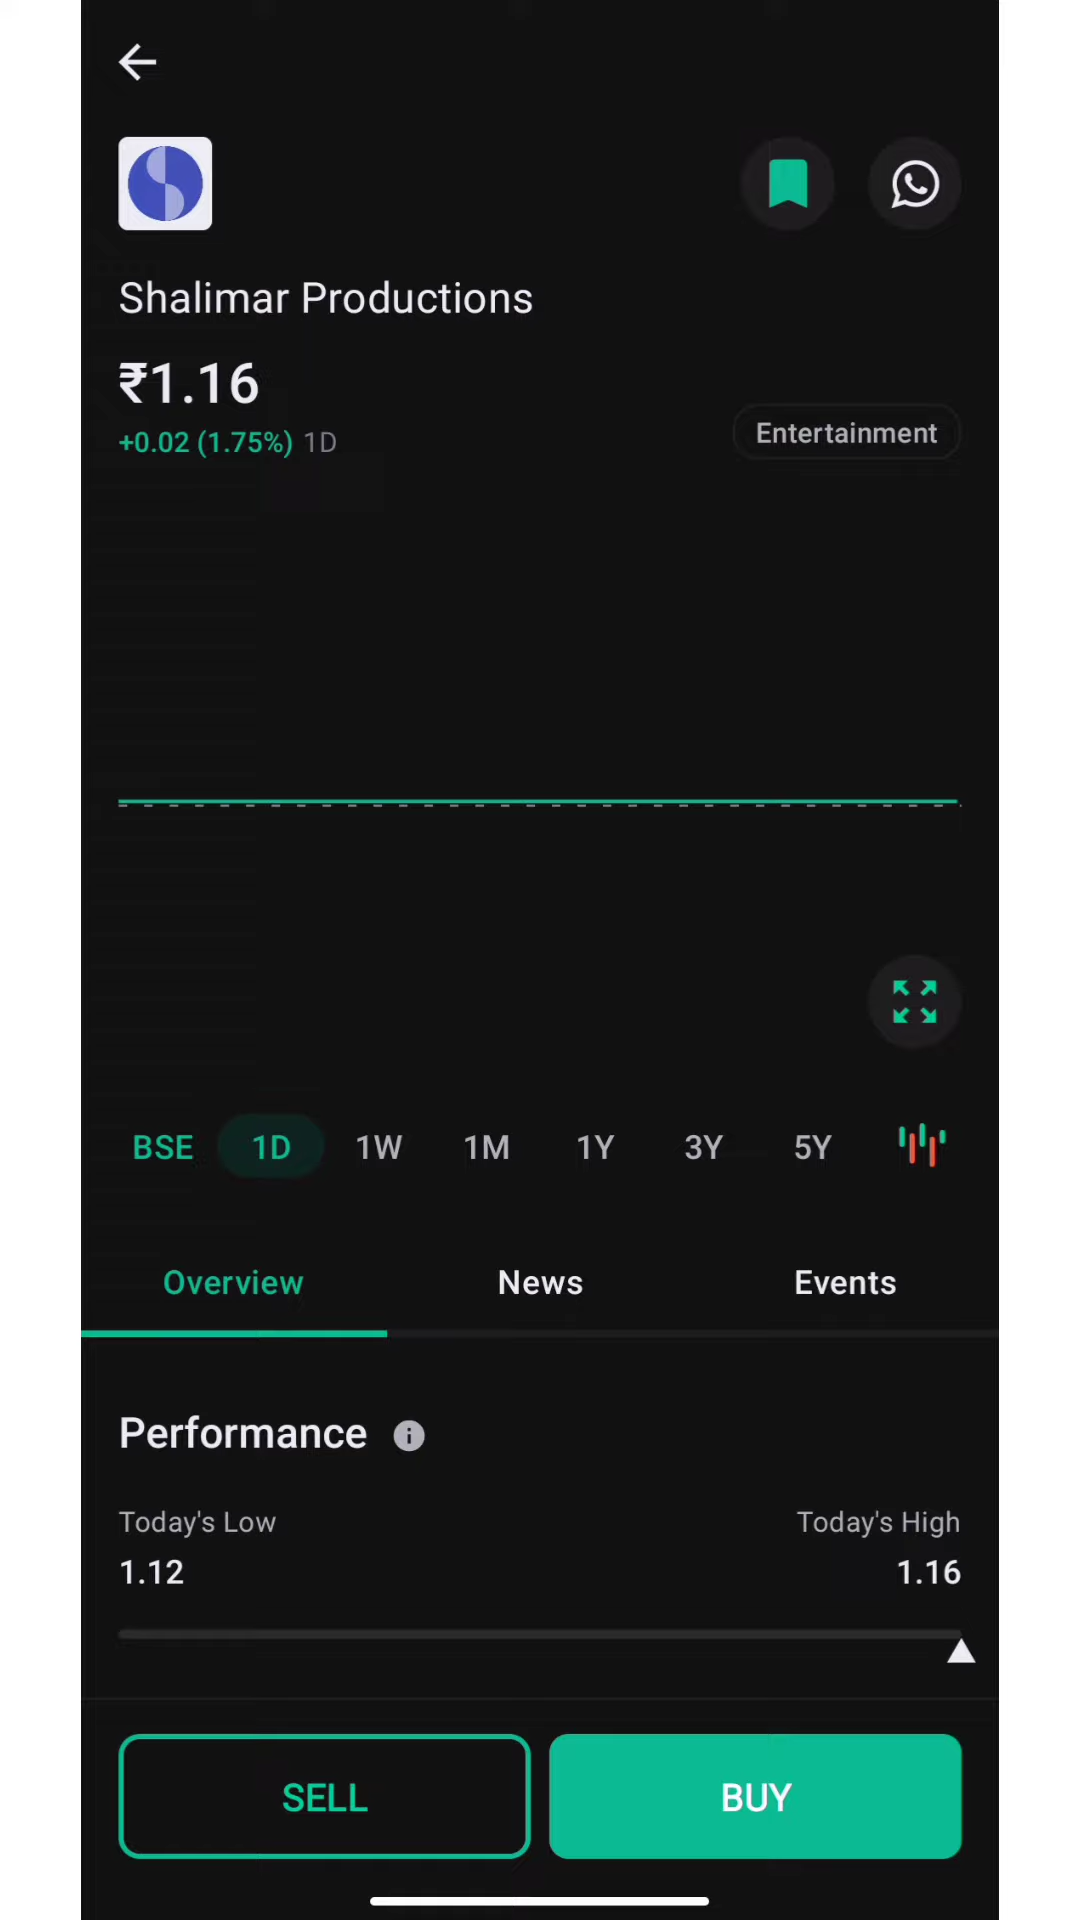 Shalimar Productions
₹1.16
+0.02 (1.75%) 1D
Entertainment
BSE 1D 1W 1M 1Y 3Y 5Y
Overview News Events
Performance
Today's Low Today's High
1.12 1.16
SELL BUY